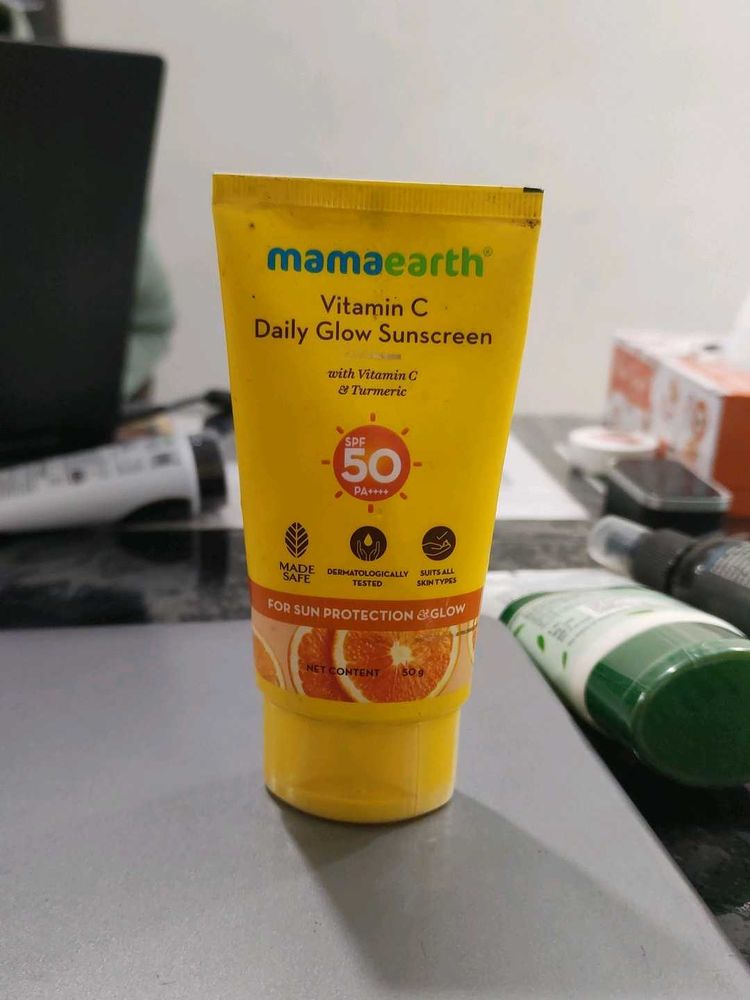 mamaearth®
Vitamin C
Daily Glow Sunscreen
with Vitamin C
& Turmeric
SPF
50
PA++++
MADE
SAFE
DERMATOLOGICALLY
TESTED
SUITS ALL
SKIN TYPES
FOR SUN PROTECTION & GLOW
NET CONTENT 50 g